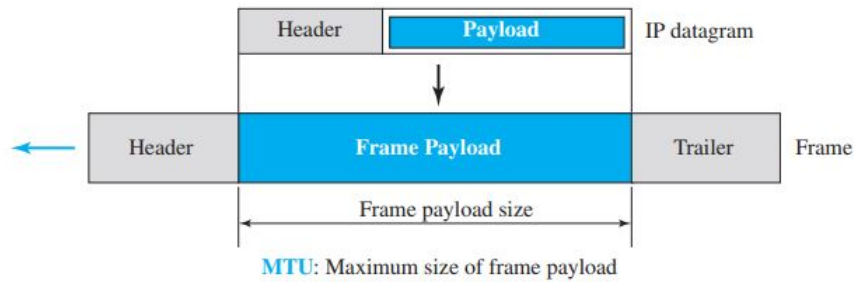 Header Payload IP datagram
Header Frame Payload Trailer Frame
Frame payload size
MTU: Maximum size of frame payload